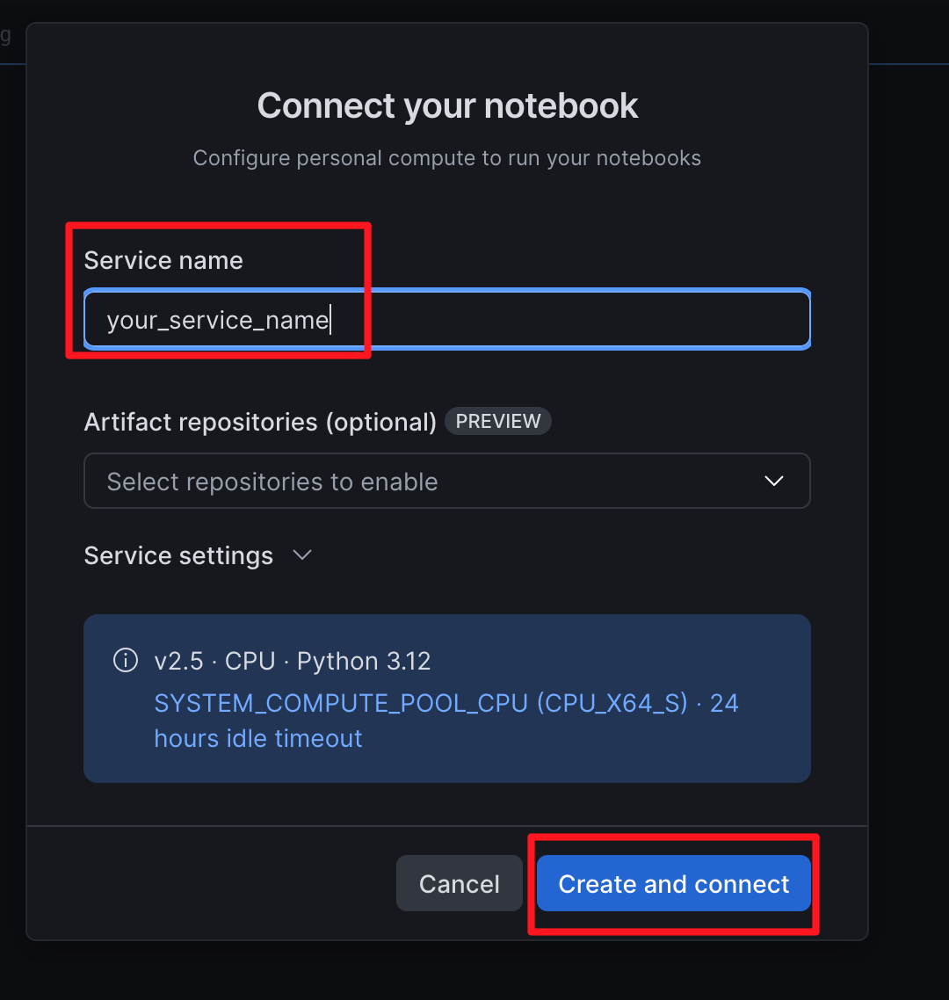 g
Connect your notebook
Configure personal compute to run your notebooks
Service name
your_service_name
Artifact repositories (optional) PREVIEW
Select repositories to enable
Service settings
v2.5 · CPU · Python 3.12
SYSTEM_COMPUTE_POOL_CPU (CPU_X64_S) · 24
hours idle timeout
Cancel Create and connect